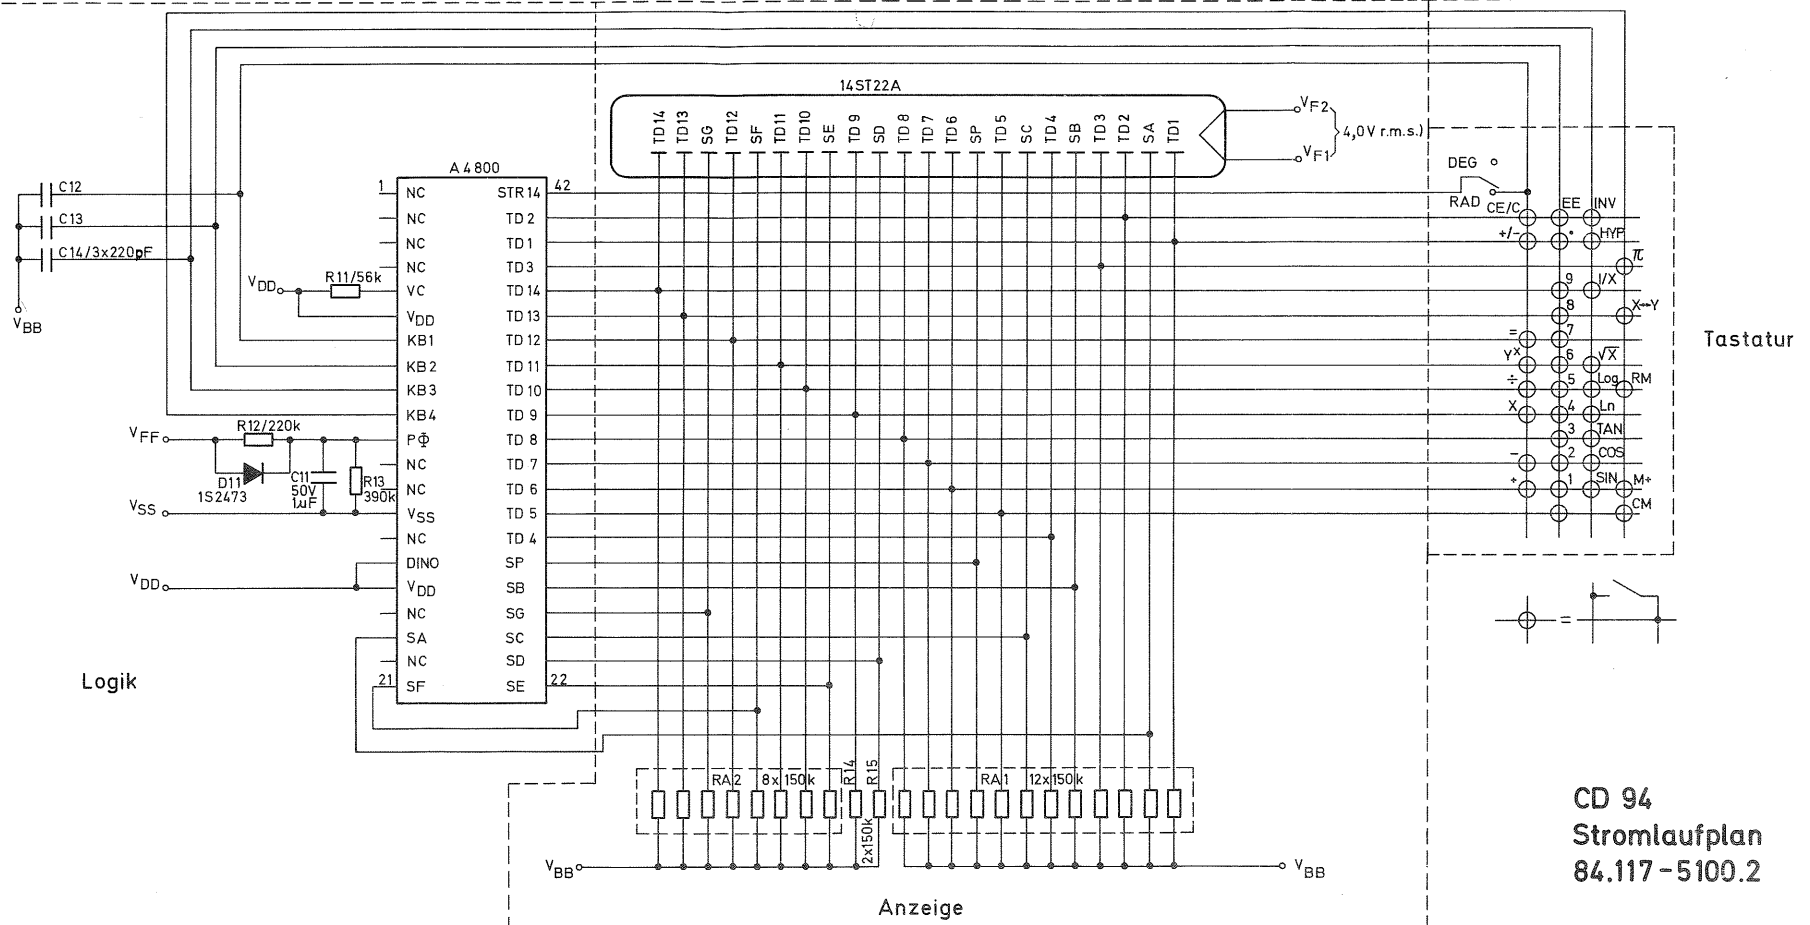 14ST22A
TD14 TD13 SG TD12 SF TD11 TD10 SE TD9 SD TD8 TD7 TD6 SP TD5 SC TD4 SB TD3 TD2 SA TD1
VF2
4,0V r.m.s.)
VF1
A4800
1 NC STR14 42
NC TD2
NC TD1
NC TD3
VC TD14
VDD TD13
KB1 TD12
KB2 TD11
KB3 TD10
KB4 TD9
PΦ TD8
NC TD7
NC TD6
VSS TD5
NC TD4
DINO SP
VDD SB
NC SG
SA SC
NC SD
21 SF SE 22
C12
C13
C14/3x220pF
VBB
VDD
R11/56k
VFF
R12/220k
D11
1S2473
C11
50V
1µF
R13
390k
VSS
VDD
Logik
DEG
RAD
CE/C EE INV
+/- • HYP
π
9 1/X
8 X↔Y
= 7
Yˣ 6 √X
÷ 5 Log RM
X 4 Ln
3 TAN
- 2 COS
+ 1 SIN M+
CM
Tastatur
=
RA2 8x150k
R14
R15
2x150k
RA1 12x150k
VBB
VBB
Anzeige
CD 94
Stromlaufplan
84.117-5100.2